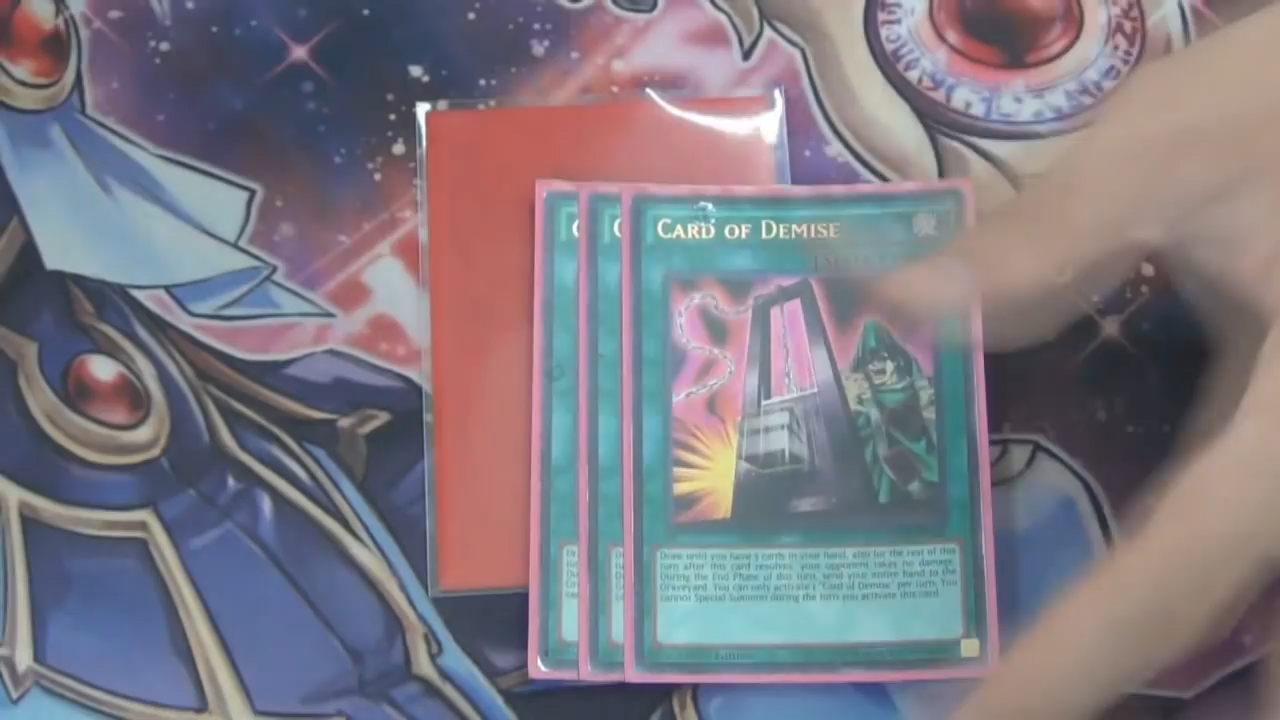 CARD OF DEMISE
Draw until you have 3 cards in your hand, also for the rest of this
turn after this card resolves, your opponent takes no damage.
During the End Phase of this turn, send your entire hand to the
Graveyard. You can only activate 1 "Card of Demise" per turn. You
cannot Special Summon during the turn you activate this card.
Edition